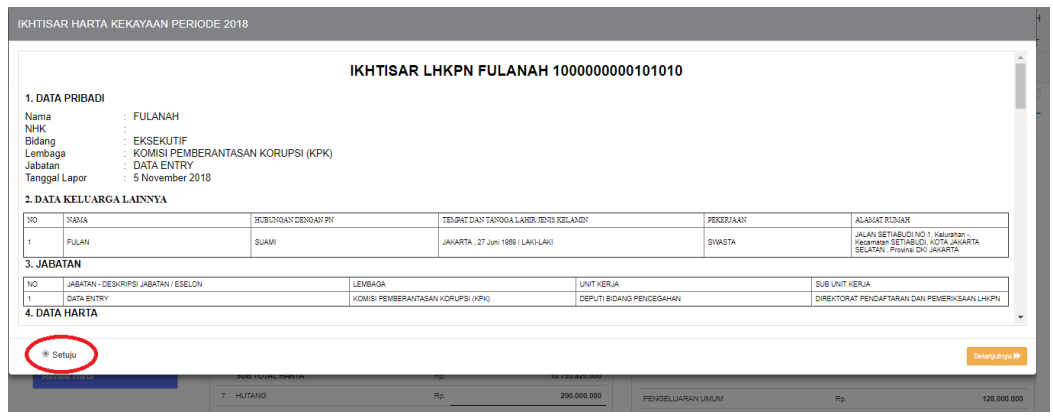 IKHTISAR HARTA KEKAYAAN PERIODE 2018
IKHTISAR LHKPN FULANAH 1000000000101010
1. DATA PRIBADI
Nama : FULANAH
NHK :
Bidang : EKSEKUTIF
Lembaga : KOMISI PEMBERANTASAN KORUPSI (KPK)
Jabatan : DATA ENTRY
Tanggal Lapor : 5 November 2018
2. DATA KELUARGA LAINNYA
NO NAMA HUBUNGAN DENGAN PN TEMPAT DAN TANGGA LAHIR/JENIS KELAMIN PEKERJAAN ALAMAT RUMAH
1 FULAN SUAMI JAKARTA , 27 Juni 1989 / LAKI-LAKI SWASTA JALAN SETIABUDI NO 1, Kelurahan -,
Kecamatan SETIABUDI, KOTA JAKARTA
SELATAN , Provinsi DKI JAKARTA
3. JABATAN
NO JABATAN - DESKRIPSI JABATAN / ESELON LEMBAGA UNIT KERJA SUB UNIT KERJA
1 DATA ENTRY KOMISI PEMBERANTASAN KORUPSI (KPK) DEPUTI BIDANG PENCEGAHAN DIREKTORAT PENDAFTARAN DAN PEMERIKSAAN LHKPN
4. DATA HARTA
Setuju
Selanjutnya
SUB TOTAL HARTA Rp.
7 HUTANG Rp. 200.000.000
PENGELUARAN UMUM Rp. 128.000.000